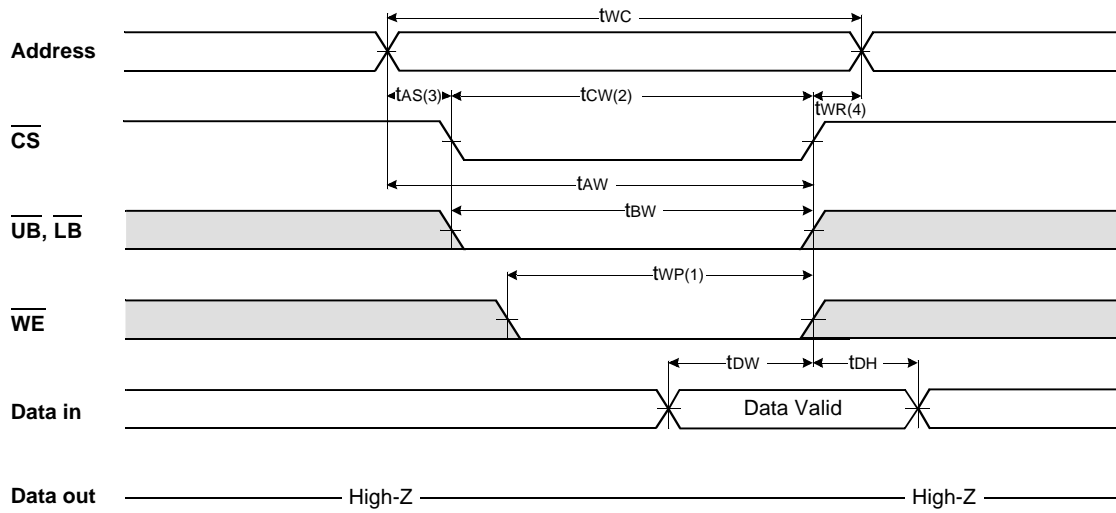 tWC
Address
tAS(3) tCW(2) tWR(4)
CS
tAW
UB, LB
tBW
tWP(1)
WE
tDW tDH
Data in
Data Valid
Data out High-Z High-Z